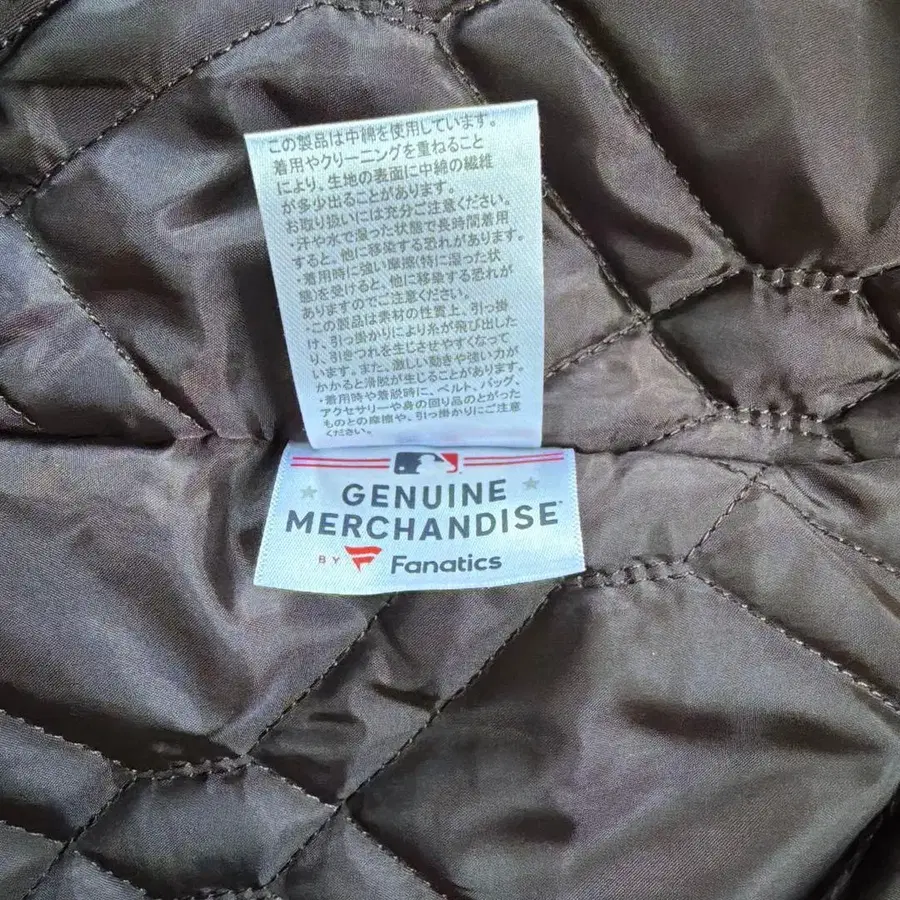 この製品は中綿を使用しています。
着用やクリーニングを重ねること
により、生地の表面に中綿の繊維
が多少出ることがあります。
お取り扱いには充分ご注意ください。
・汗や水で湿った状態で長時間着用
すると、他に移染する恐れがあります。
・着用時に強い摩擦(特に湿った状
態)を受けると、他に移染する恐れが
ありますのでご注意ください。
・この製品は素材の性質上、引っ掛
け、引っ掛かりにより糸が飛び出した
り、引きつれを生じさせやすくなって
います。また、激しい動きや強い力が
かかると滑脱が生じることがあります。
・着用時や着脱時に、ベルト、バッグ、
アクセサリーや身の回り品のとがった
ものとの摩擦や、引っ掛かりにご注意
ください。
GENUINE
MERCHANDISE™
BY Fanatics